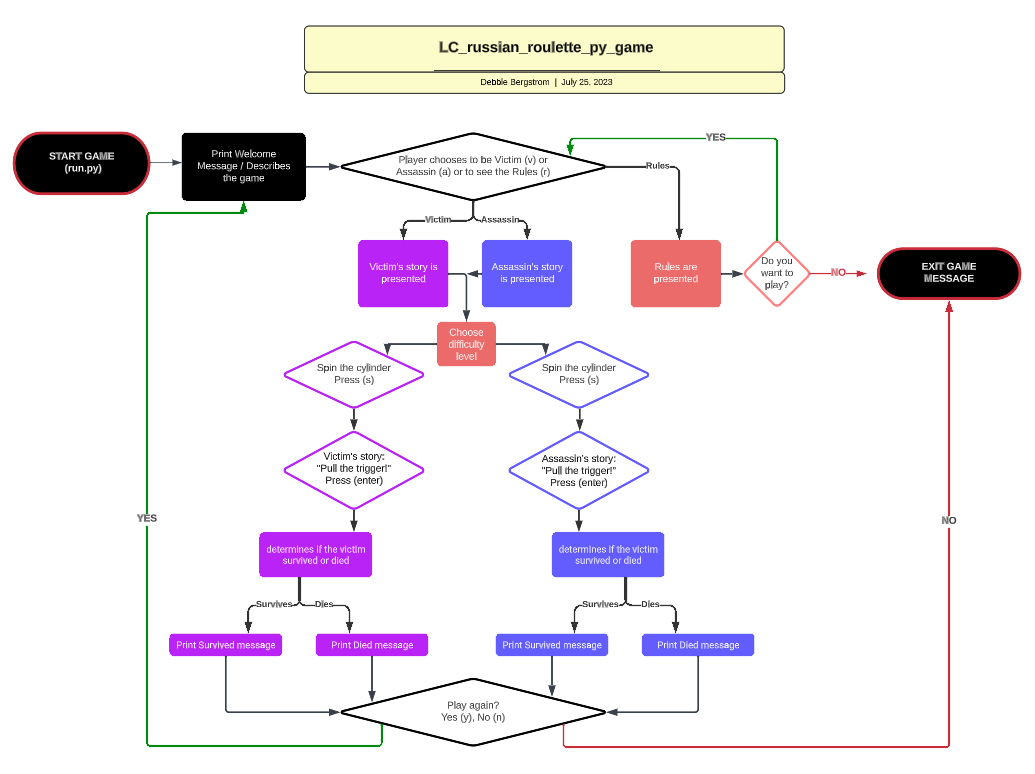 LC_russian_roulette_py_game
Debbie Bergstrom | July 25, 2023
START GAME
(run.py)
Print Welcome
Message / Describes
the game
Player chooses to be Victim (v) or
Assassin (a) or to see the Rules (r)
YES
Rules
Victim
Assassin
Victim's story is
presented
Assassin's story
is presented
Rules are
presented
Do you
want to
play?
NO
EXIT GAME
MESSAGE
Choose
difficulty
level
Spin the cylinder
Press (s)
Spin the cylinder
Press (s)
Victim's story:
"Pull the trigger!"
Press (enter)
Assassin's story:
"Pull the trigger!"
Press (enter)
YES
NO
determines if the victim
survived or died
determines if the victim
survived or died
Survives
Dies
Survives
Dies
Print Survived message
Print Died message
Print Survived message
Print Died message
Play again?
Yes (y), No (n)